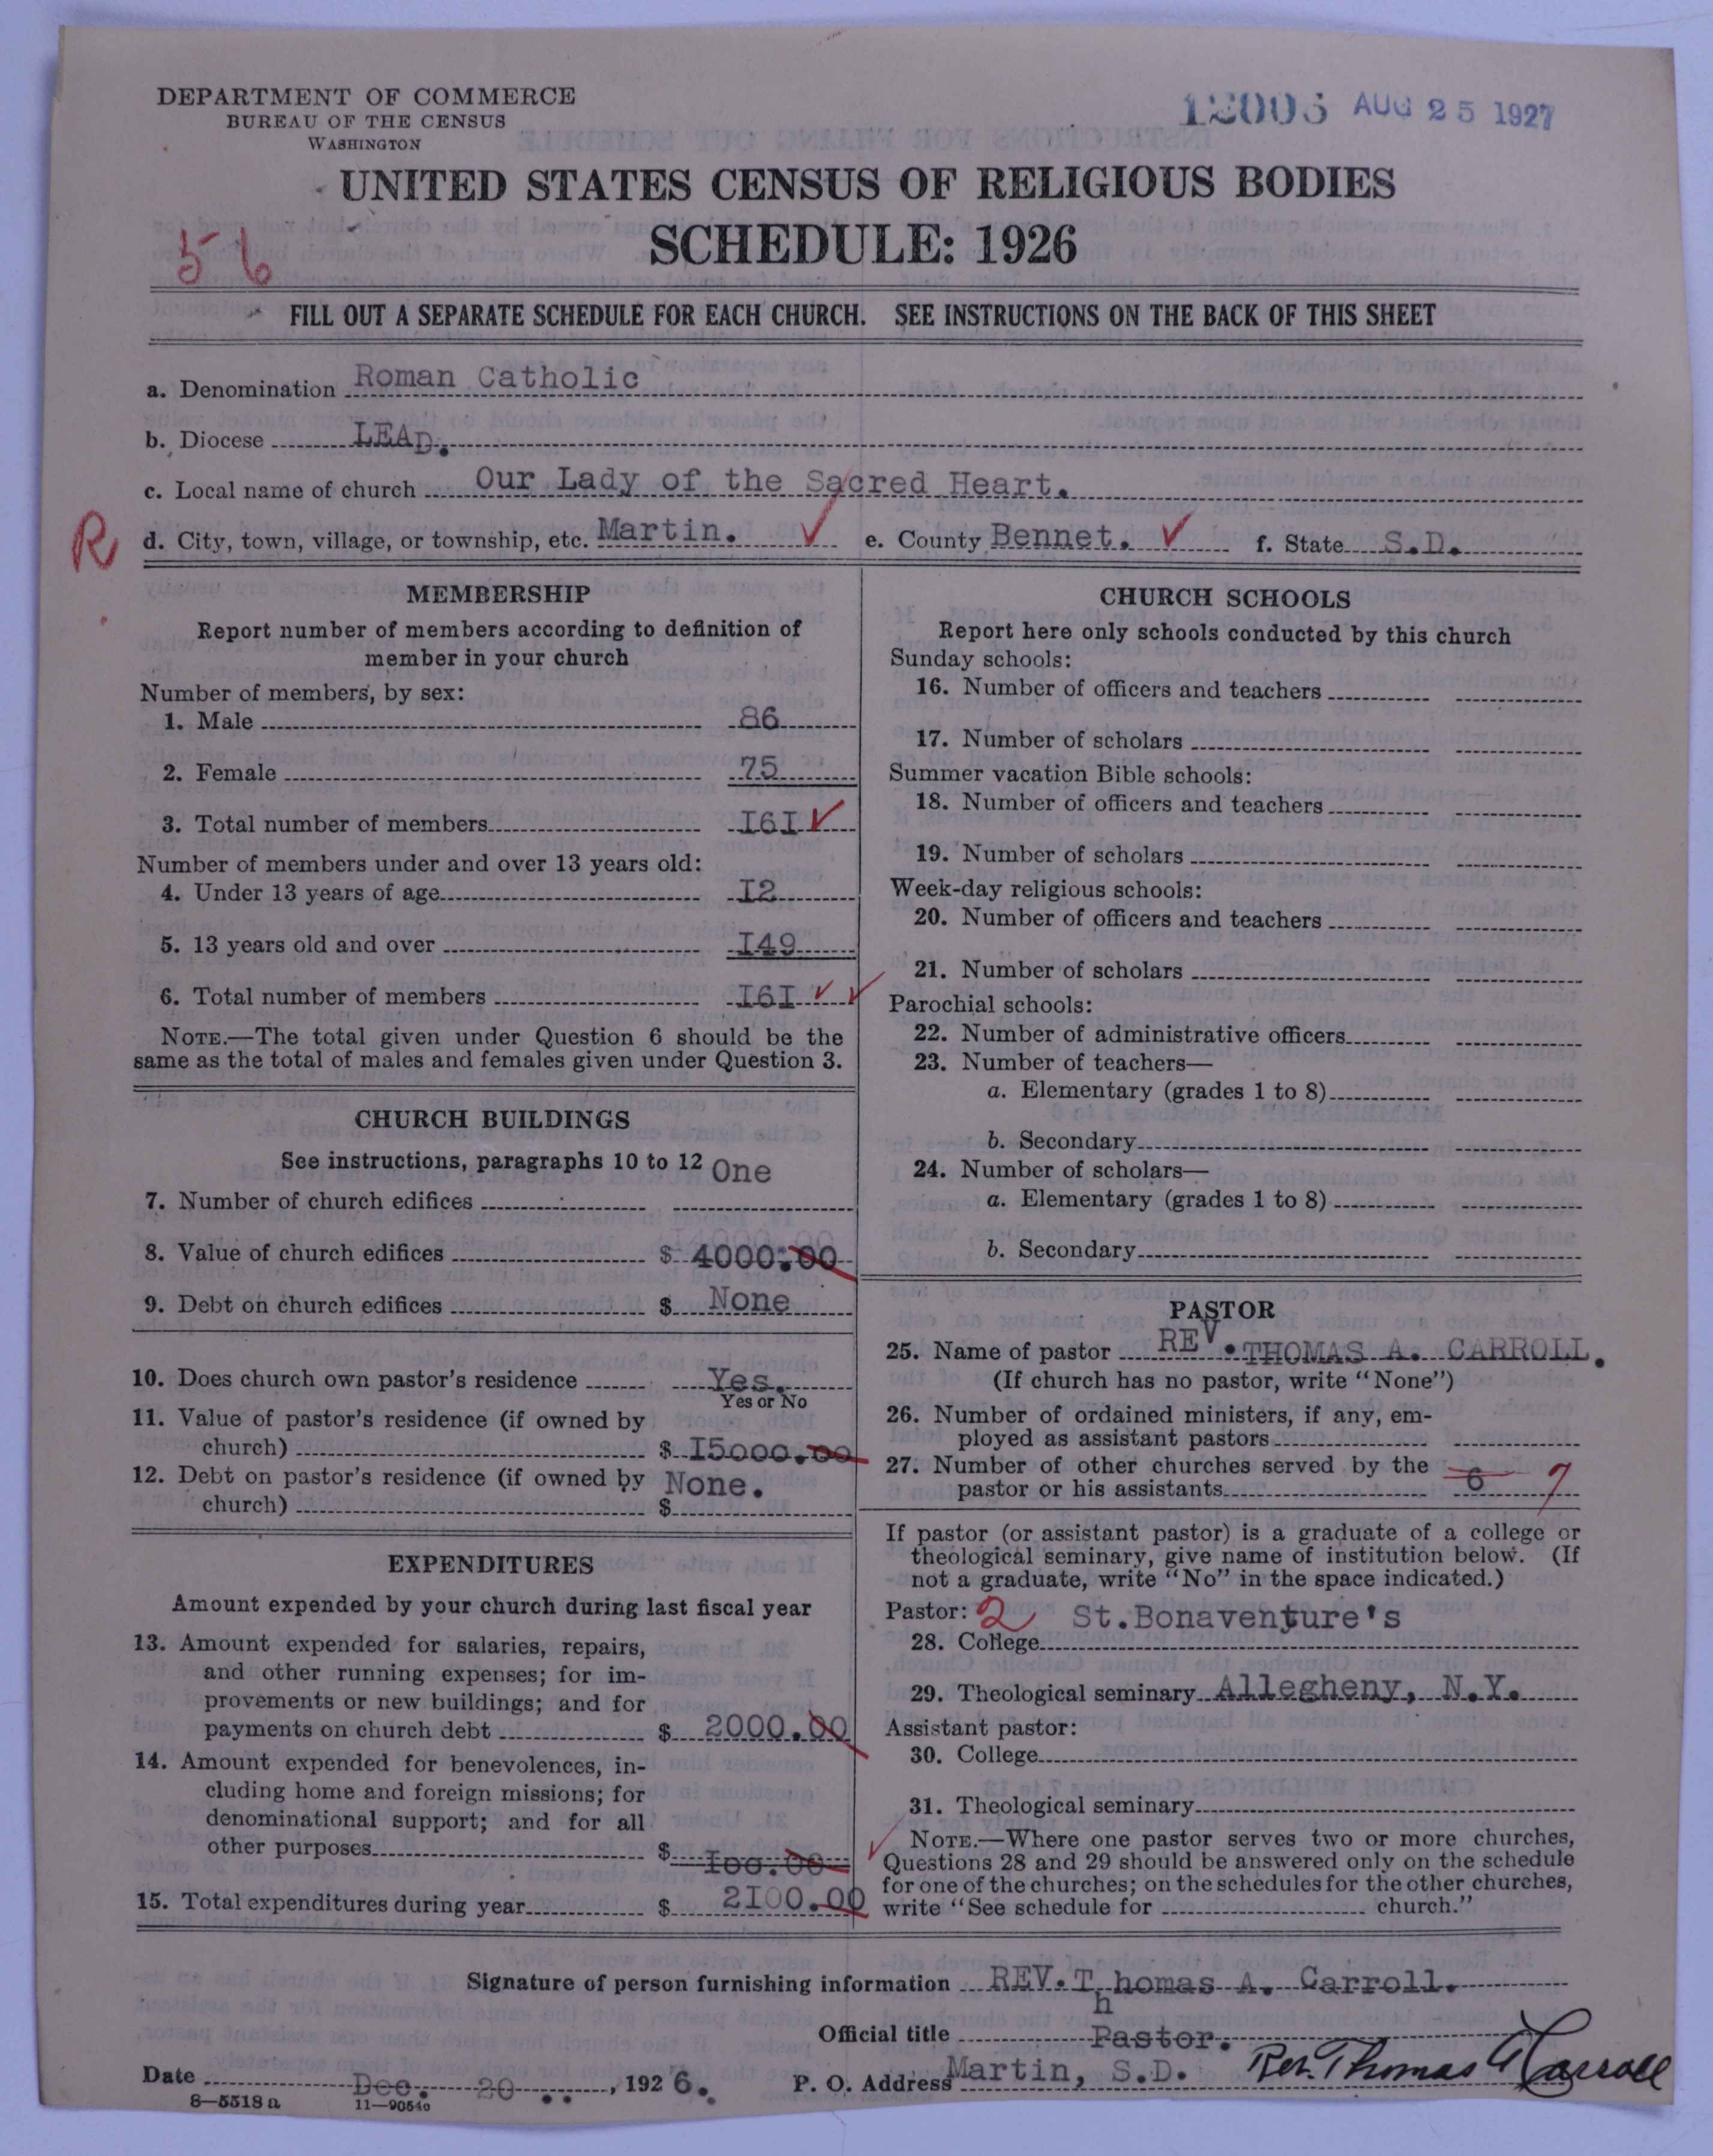 DEPARTMENT OF COMMERCE
BUREAU OF THE CENSUS
WASHINGTON
AUG 25 1927
UNITED STATES CENSUS OF RELIGIOUS BODIES
SCHEDULE: 1926
56
FILL OUT A SEPARATE SCHEDULE FOR EACH CHURCH. SEE INSTRUCTIONS ON THE BACK OF THIS SHEET
a. Denomination Roman Catholic
b. Diocese LEAD.
c. Local name of church Our Lady of the Sacred Heart.
R d. City, town, village, or township, etc. Martin. ✓ e. County Bennet. ✓ f. State S.D.
MEMBERSHIP
Report number of members according to definition of
member in your church
Number of members, by sex:
1. Male 86
2. Female 75
3. Total number of members I6I ✓
Number of members under and over 13 years old:
4. Under 13 years of age I2
5. 13 years old and over I49
6. Total number of members I6I ✓ ✓
NOTE.—The total given under Question 6 should be the
same as the total of males and females given under Question 3.
CHURCH BUILDINGS
See instructions, paragraphs 10 to 12
7. Number of church edifices One
8. Value of church edifices $ 4000.00
9. Debt on church edifices $ None
10. Does church own pastor's residence Yes.
Yes or No
11. Value of pastor's residence (if owned by
church) $ I5000.00
12. Debt on pastor's residence (if owned by
church) $ None.
EXPENDITURES
Amount expended by your church during last fiscal year
13. Amount expended for salaries, repairs,
and other running expenses; for im-
provements or new buildings; and for
payments on church debt $ 2000.00
14. Amount expended for benevolences, in-
cluding home and foreign missions; for
denominational support; and for all
other purposes $ I00.00
15. Total expenditures during year $ 2I00.00
CHURCH SCHOOLS
Report here only schools conducted by this church
Sunday schools:
16. Number of officers and teachers
17. Number of scholars
Summer vacation Bible schools:
18. Number of officers and teachers
19. Number of scholars
Week-day religious schools:
20. Number of officers and teachers
21. Number of scholars
Parochial schools:
22. Number of administrative officers
23. Number of teachers—
a. Elementary (grades 1 to 8)
b. Secondary
24. Number of scholars—
a. Elementary (grades 1 to 8)
b. Secondary
PASTOR
25. Name of pastor REV. THOMAS A. CARROLL.
(If church has no pastor, write "None")
26. Number of ordained ministers, if any, em-
ployed as assistant pastors
27. Number of other churches served by the
pastor or his assistants 6 7
If pastor (or assistant pastor) is a graduate of a college or
theological seminary, give name of institution below. (If
not a graduate, write "No" in the space indicated.)
Pastor: 2
28. College St.Bonaventure's
29. Theological seminary Allegheny, N.Y.
Assistant pastor:
30. College
31. Theological seminary
✓ NOTE.—Where one pastor serves two or more churches,
Questions 28 and 29 should be answered only on the schedule
for one of the churches; on the schedules for the other churches,
write "See schedule for church."
Signature of person furnishing information REV. Thomas A. Carroll.
Official title Pastor.
Date Dec. 20 , 1926. P. O. Address Martin, S.D. Rev. Thomas A Carroll
8—5518 a 11—9054c